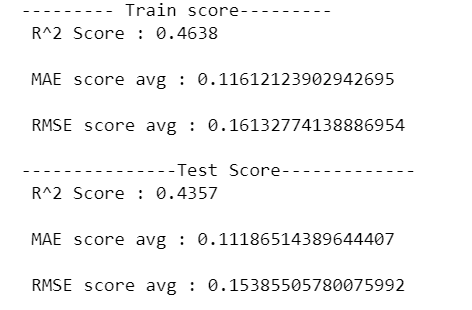 --------- Train score---------
R^2 Score : 0.4638
MAE score avg : 0.11612123902942695
RMSE score avg : 0.16132774138886954
---------------Test Score-------------
R^2 Score : 0.4357
MAE score avg : 0.11186514389644407
RMSE score avg : 0.15385505780075992